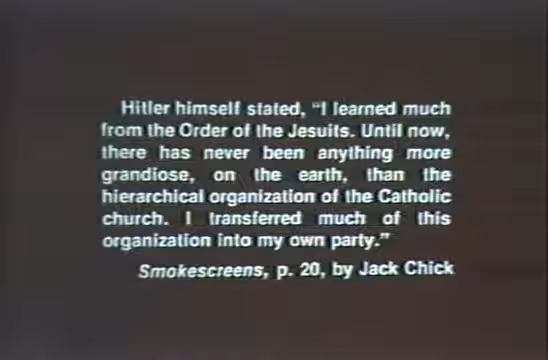 Hitler himself stated, "I learned much
from the Order of the Jesuits. Until now,
there has never been anything more
grandiose, on the earth, than the
hierarchical organization of the Catholic
church. I transferred much of this
organization into my own party."
Smokescreens, p. 20, by Jack Chick